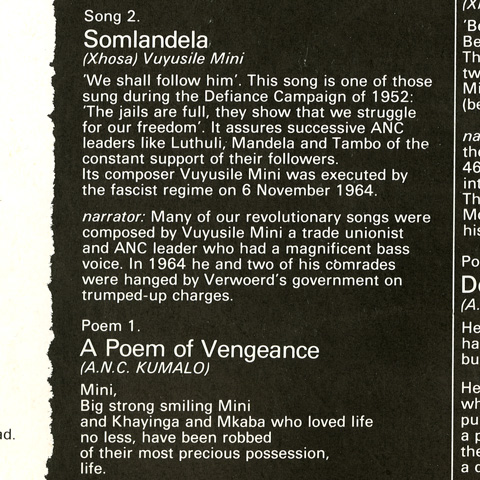 Song 2.
Somlandela
(Xhosa) Vuyusile Mini
'We shall follow him'. This song is one of those
sung during the Defiance Campaign of 1952:
'The jails are full, they show that we struggle
for our freedom'. It assures successive ANC
leaders like Luthuli, Mandela and Tambo of the
constant support of their followers.
Its composer Vuyusile Mini was executed by
the fascist regime on 6 November 1964.
narrator: Many of our revolutionary songs were
composed by Vuyusile Mini a trade unionist
and ANC leader who had a magnificent bass
voice. In 1964 he and two of his comrades
were hanged by Verwoerd's government on
trumped-up charges.
Poem 1.
A Poem of Vengeance
(A.N.C. KUMALO)
Mini,
Big strong smiling Mini
and Khayinga and Mkaba who loved life
no less, have been robbed
of their most precious possession,
life.